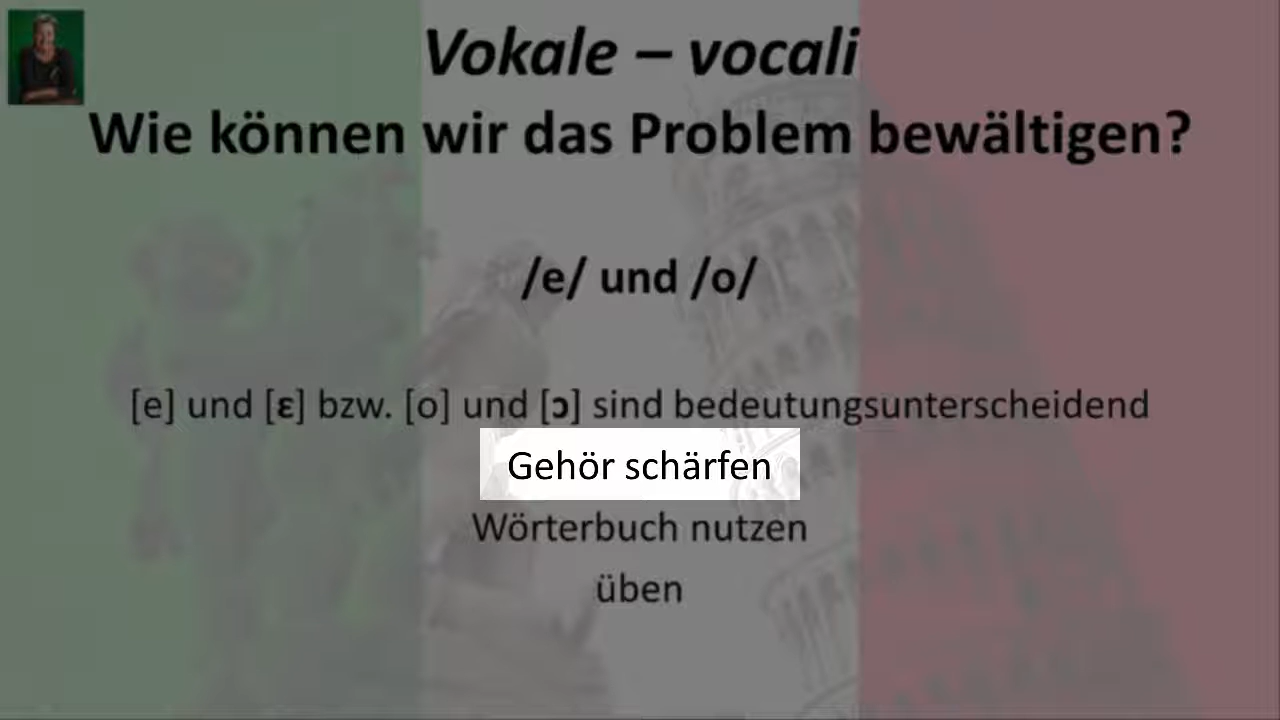 Vokale – vocali
Wie können wir das Problem bewältigen?
/e/ und /o/
[e] und [ɛ] bzw. [o] und [ɔ] sind bedeutungsunterscheidend
Gehör schärfen
Wörterbuch nutzen
üben